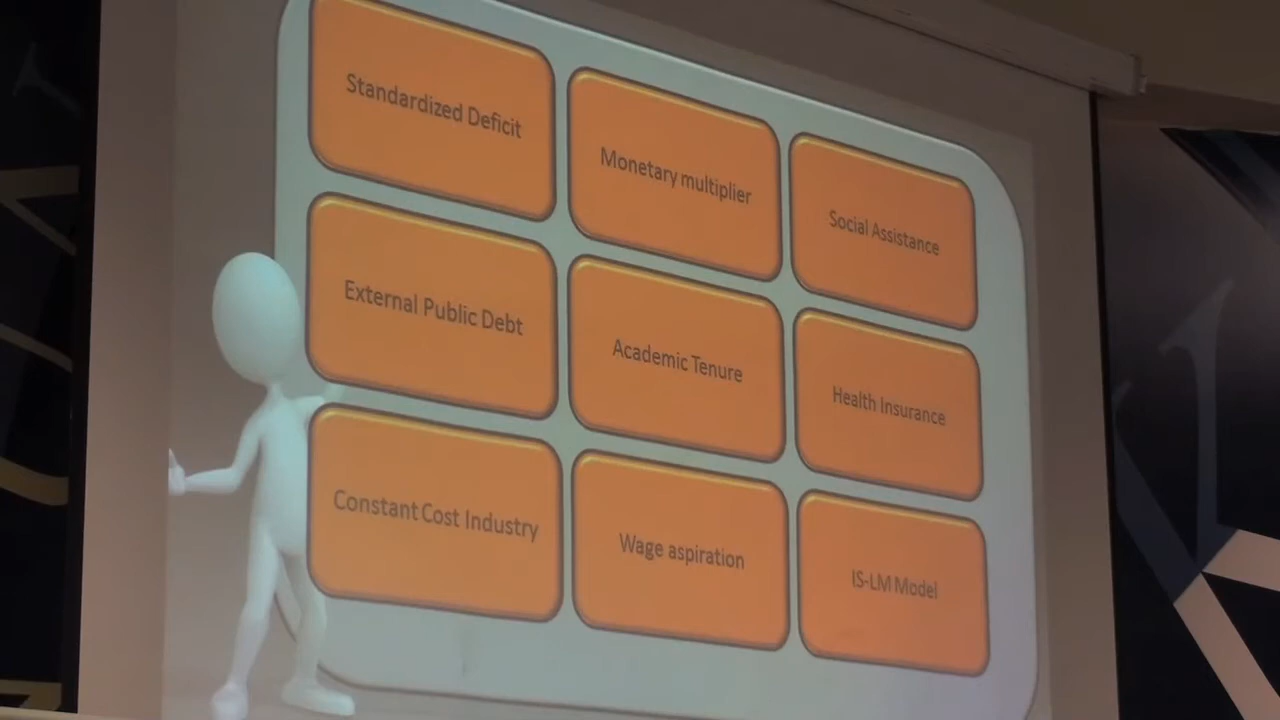 Standardized Deficit
Monetary multiplier
Social Assistance
External Public Debt
Academic Tenure
Health Insurance
Constant Cost Industry
Wage aspiration
IS-LM Model